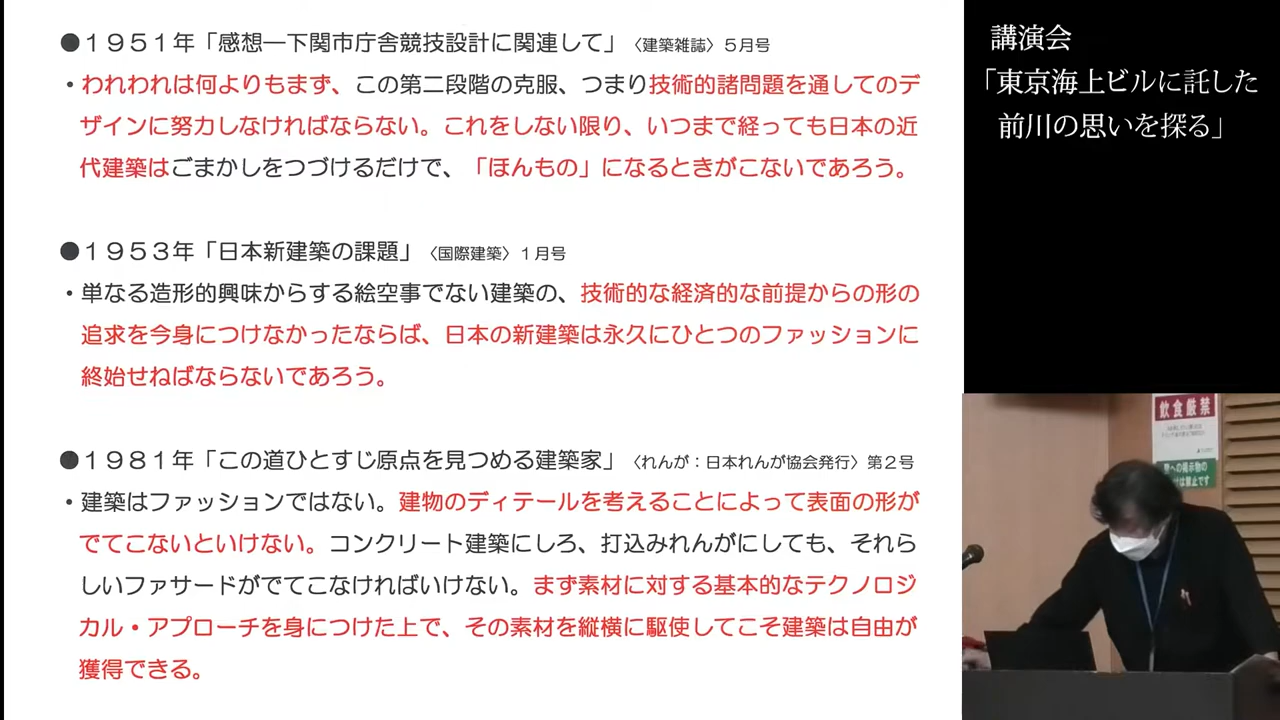 ●１９５１年「感想―下関市庁舎競技設計に関連して」〈建築雑誌〉５月号
・われわれは何よりもまず、この第二段階の克服、つまり技術的諸問題を通してのデ
ザインに努力しなければならない。これをしない限り、いつまで経っても日本の近
代建築はごまかしをつづけるだけで、「ほんもの」になるときがこないであろう。
●１９５３年「日本新建築の課題」〈国際建築〉１月号
・単なる造形的興味からする絵空事でない建築の、技術的な経済的な前提からの形の
追求を今身につけなかったならば、日本の新建築は永久にひとつのファッションに
終始せねばならないであろう。
●１９８１年「この道ひとすじ原点を見つめる建築家」〈れんが：日本れんが協会発行〉第２号
・建築はファッションではない。建物のディテールを考えることによって表面の形が
でてこないといけない。コンクリート建築にしろ、打込みれんがにしても、それら
しいファサードがでてこなければいけない。まず素材に対する基本的なテクノロジ
カル・アプローチを身につけた上で、その素材を縦横に駆使してこそ建築は自由が
獲得できる。
講演会
「東京海上ビルに託した
前川の思いを探る」
飲食厳禁
壁への掲示物の
は禁止です